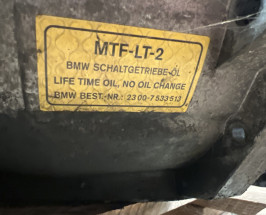 MTF-LT-2
BMW SCHALTGETRIEBE-ÖL
LIFE TIME OIL, NO OIL CHANGE
BMW BEST.-NR.: 23 00-7 533 513